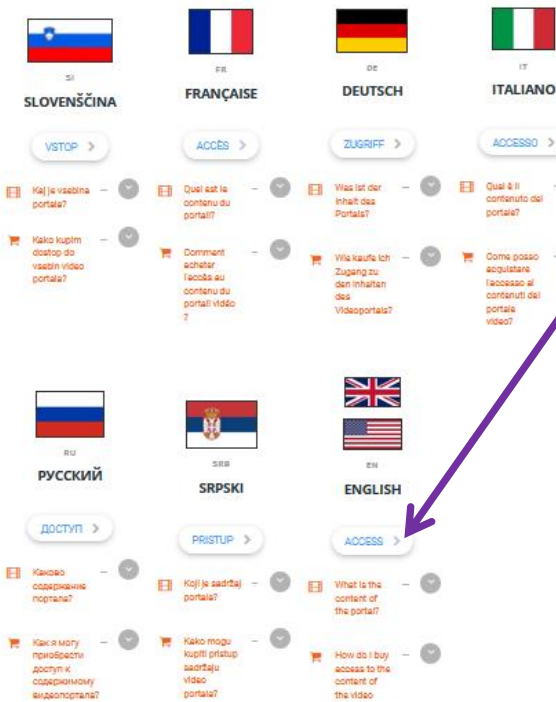 SI
SLOVENŠČINA
VSTOP
Kaj je vsebina
portala?
Kako kupim
dostop do
vsebin video
portala?
FR
FRANÇAISE
ACCÈS
Quel est le
contenu du
portail?
Comment
acheter
l'accès au
contenu du
portail vidéo
?
DE
DEUTSCH
ZUGRIFF
Was ist der
Inhalt des
Portals?
Wie kaufe ich
Zugang zu
den Inhalten
des
Videoportals?
IT
ITALIANO
ACCESSO
Qual è il
contenuto del
portale?
Come posso
acquistare
l'accesso ai
contenuti del
portale
video?
RU
РУССКИЙ
ДОСТУП
Каково
содержание
портала?
Как я могу
приобрести
доступ к
содержимому
видеопортала?
SRB
SRPSKI
PRISTUP
Koji je sadržaj
portala?
Kako mogu
kupiti pristup
sadržaju
video
portala?
EN
ENGLISH
ACCESS
What is the
content of
the portal?
How do I buy
access to the
content of
the video